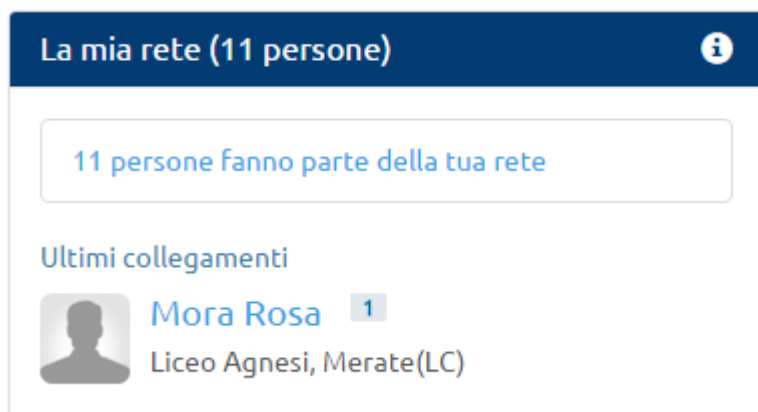 La mia rete (11 persone)
11 persone fanno parte della tua rete
Ultimi collegamenti
Mora Rosa 1
Liceo Agnesi, Merate(LC)